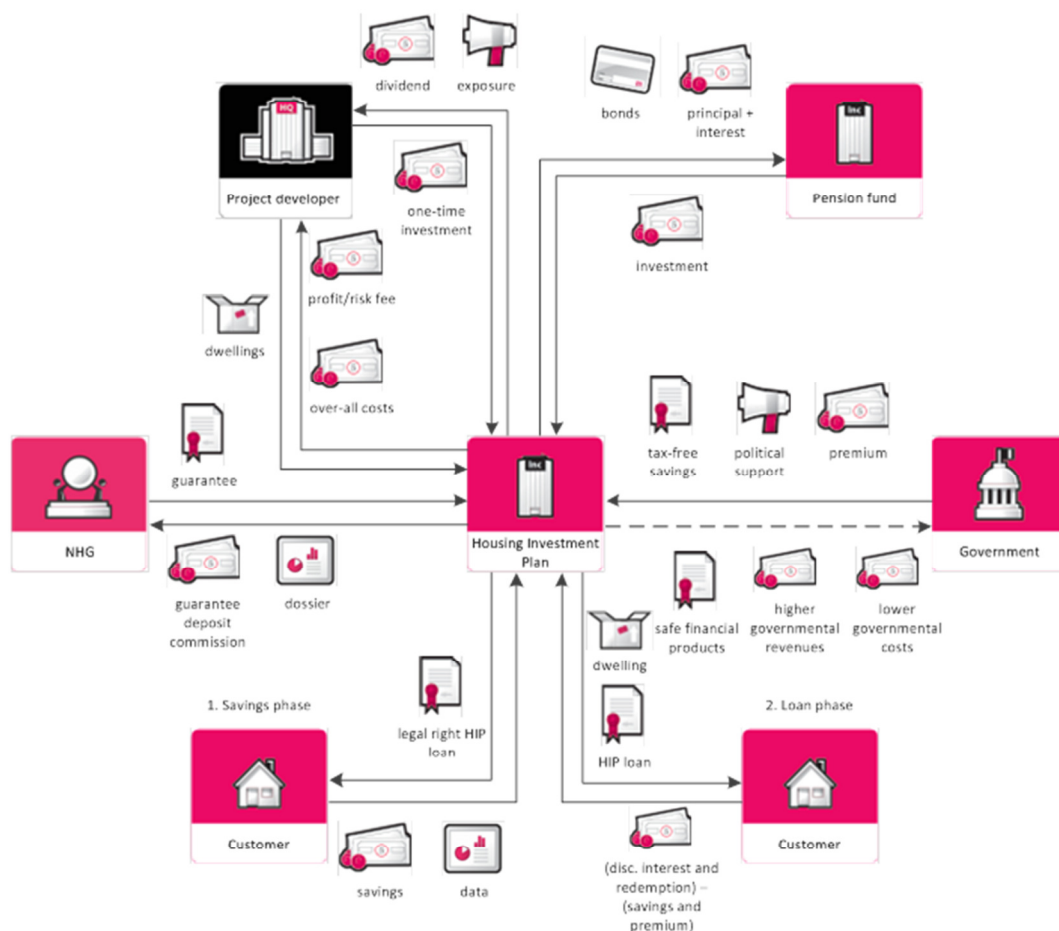 dividend
exposure
bonds
principal +
interest
HQ
Project developer
Inc
Pension fund
one-time
investment
investment
profit/risk fee
dwellings
over-all costs
guarantee
tax-free
savings
political
support
premium
NHG
Inc
Housing Investment
Plan
Government
guarantee
deposit
commission
dossier
dwelling
safe financial
products
higher
governmental
revenues
lower
governmental
costs
1. Savings phase
legal right HIP
loan
HIP loan
2. Loan phase
Customer
Customer
savings
data
(disc. interest and
redemption) –
(savings and
premium)